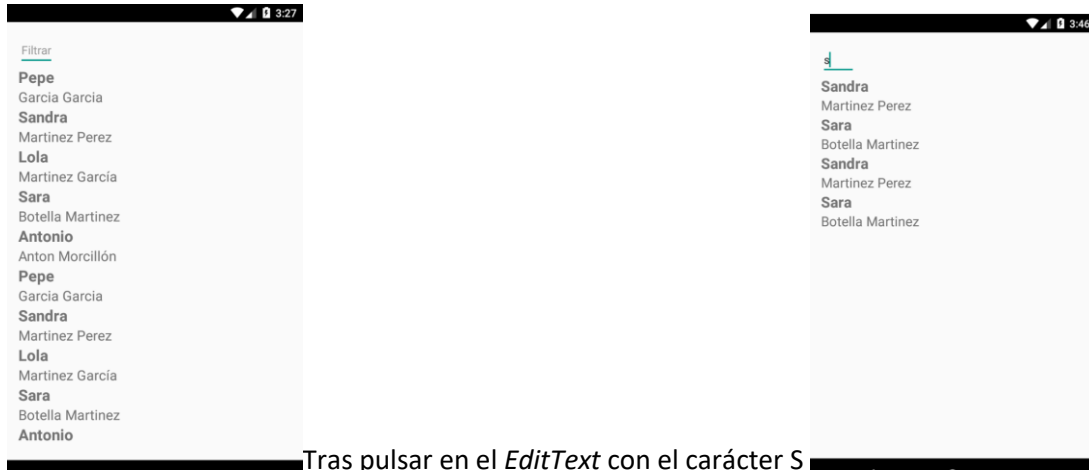 3:27
Filtrar
Pepe
Garcia Garcia
Sandra
Martinez Perez
Lola
Martinez García
Sara
Botella Martinez
Antonio
Anton Morcillón
Pepe
Garcia Garcia
Sandra
Martinez Perez
Lola
Martinez García
Sara
Botella Martinez
Antonio
Tras pulsar en el EditText con el carácter S
3:46
s
Sandra
Martinez Perez
Sara
Botella Martinez
Sandra
Martinez Perez
Sara
Botella Martinez